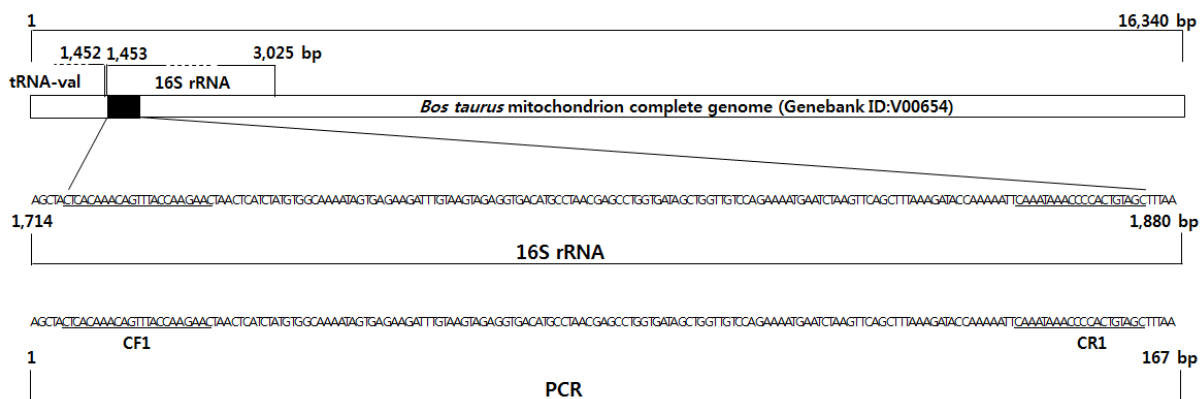 1 16,340 bp
1,452 1,453 3,025 bp
tRNA-val 16S rRNA
Bos taurus mitochondrion complete genome (Genebank ID:V00654)
AGCTACTCACAAACAGTTTACCAAGAACTAACTCATCTATGTGGCAAAATAGTGAGAAGATTTGTAAGTAGAGGTGACATGCCTAACGAGCCTGGTGATAGCTGGTTGTCCAGAAAATGAATCTAAGTTCAGCTTTAAAGATACCAAAAATTCAAATAAACCCCACTGTAGCTTTAA
1,714 1,880 bp
16S rRNA
AGCTACTCACAAACAGTTTACCAAGAACTAACTCATCTATGTGGCAAAATAGTGAGAAGATTTGTAAGTAGAGGTGACATGCCTAACGAGCCTGGTGATAGCTGGTTGTCCAGAAAATGAATCTAAGTTCAGCTTTAAAGATACCAAAAATTCAAATAAACCCCACTGTAGCTTTAA
CF1 CR1
1 167 bp
PCR